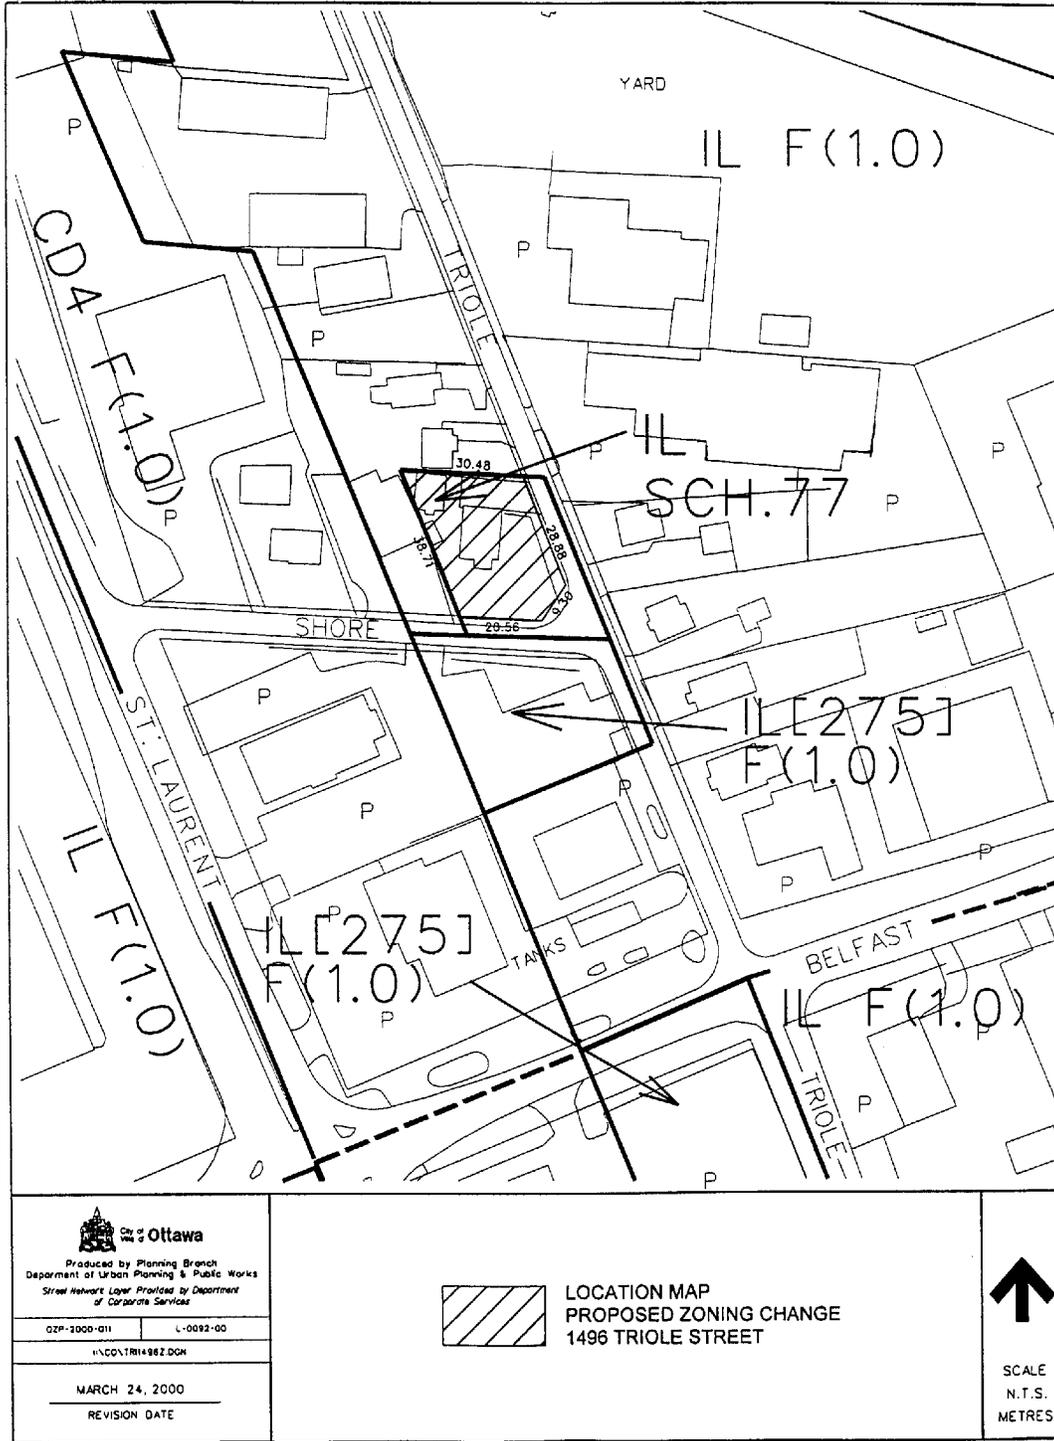 YARD
IL F(1.0)
P
CD4 F(1.0)
P
TRIOLE
P
IL
SCH.77
P
P
P
P
30.48
28.88
38.71
9.30
20.56
SHORE
P
ST. LAURENT
IL[275]
F(1.0)
P
P
IL F(1.0)
P
P
P
IL[275]
F(1.0)
TANKS
BELFAST
P
IL F(1.0)
P
TRIOLE
P
P
City of
Ville d'
Ottawa
Produced by Planning Branch
Deparment of Urban Planning & Public Works
Street Network Layer Provided by Department
of Corporate Services
OZP-2000-011
L-0092-00
MARCH 24, 2000
REVISION DATE
LOCATION MAP
PROPOSED ZONING CHANGE
1496 TRIOLE STREET
SCALE
N.T.S.
METRES